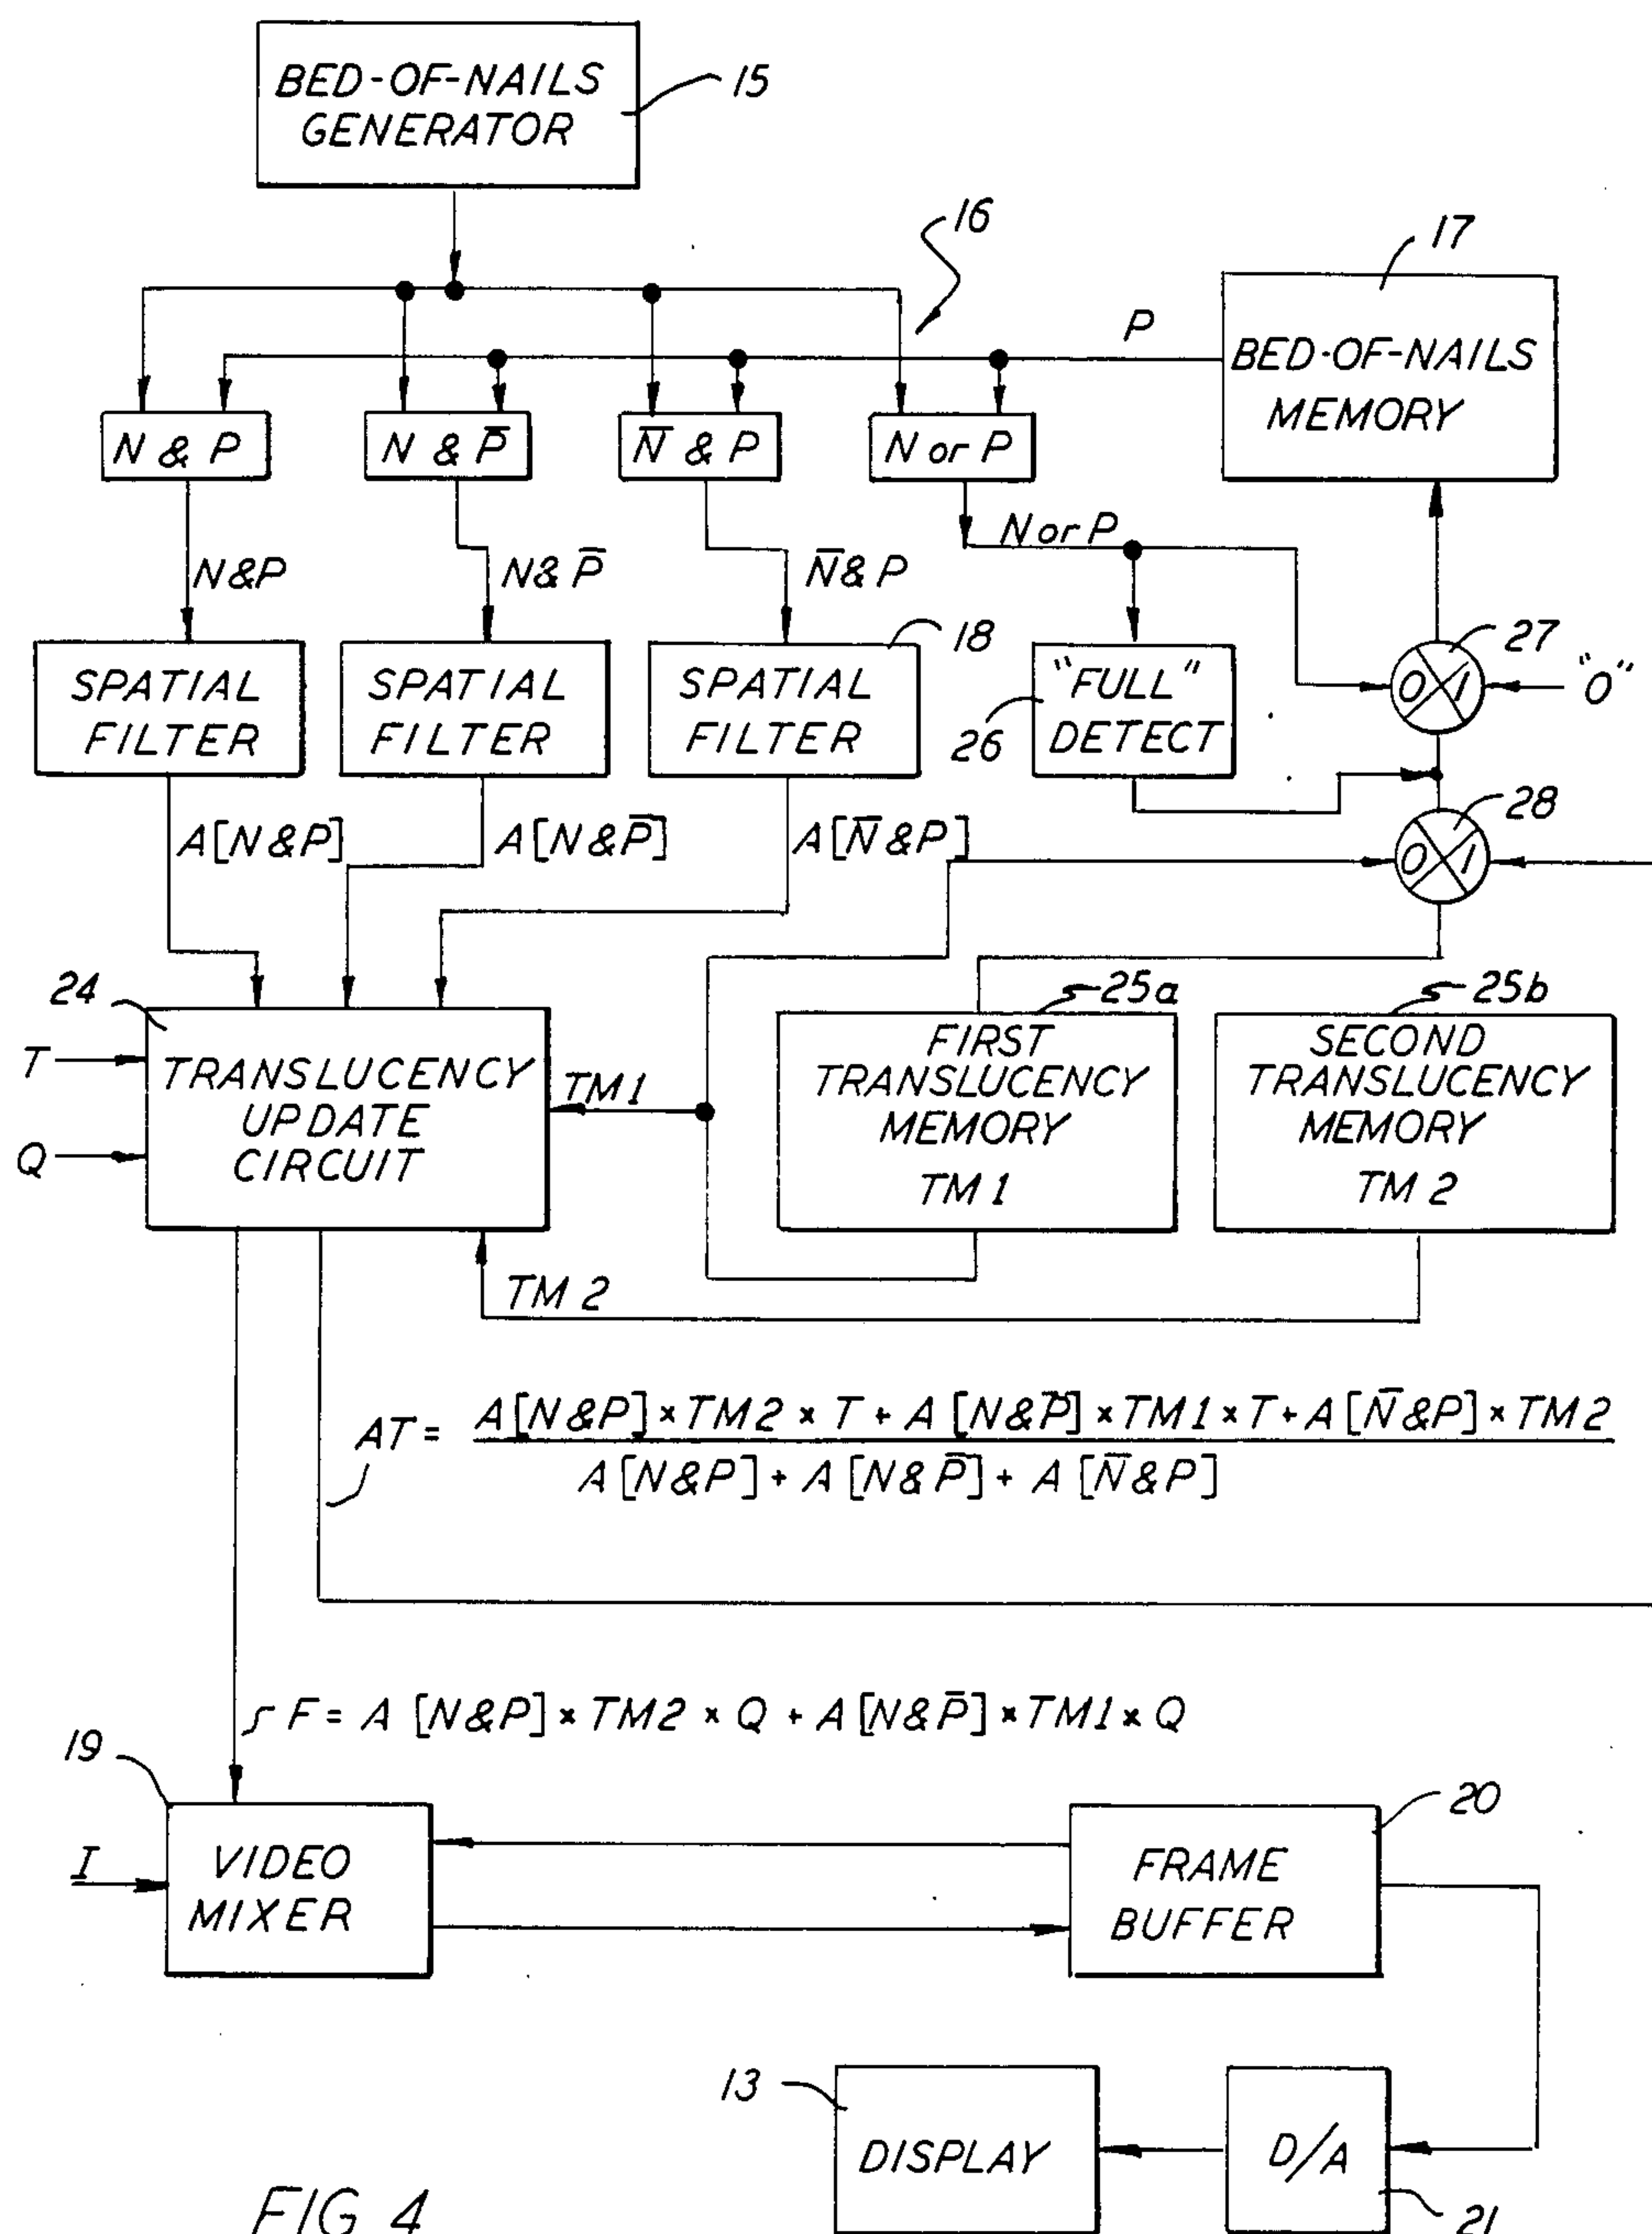 BED-OF-NAILS
GENERATOR
15
16
17
P
BED-OF-NAILS
MEMORY
N & P
N & P̅
N̅ & P
N or P
N or P
N&P
N& P̅
N̅& P
18
27
SPATIAL
FILTER
SPATIAL
FILTER
SPATIAL
FILTER
"FULL"
DETECT
26
0
1
"0"
28
A[N&P]
A[N&P̅]
A[N̅&P]
0
1
24
25a
25b
T
Q
TRANSLUCENCY
UPDATE
CIRCUIT
TM1
FIRST
TRANSLUCENCY
MEMORY
TM1
SECOND
TRANSLUCENCY
MEMORY
TM 2
TM 2
AT = A[N&P] × TM2 × T + A [N&P̅] × TM1 × T + A [N̅&P] × TM2
A [N&P] + A [N&P̅] + A [N̅&P]
F = A [N&P] × TM2 × Q + A[N&P̅] × TM1 × Q
19
20
I
VIDEO
MIXER
FRAME
BUFFER
13
DISPLAY
D/A
21
FIG 4